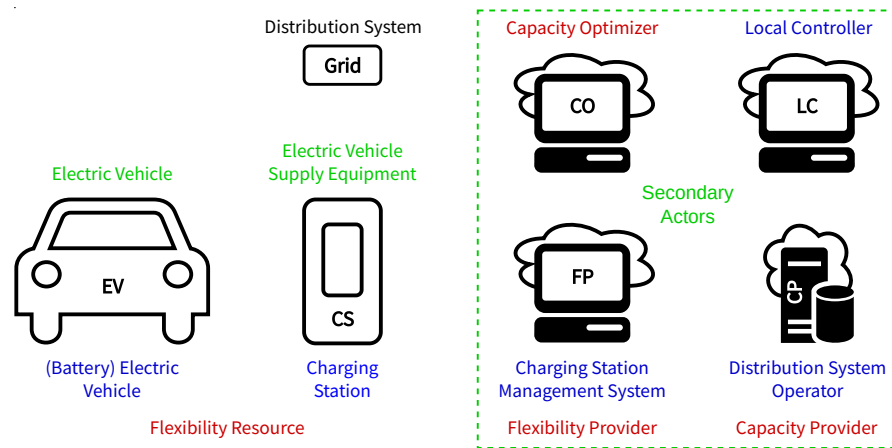 Distribution System
Grid
Capacity Optimizer
CO
Local Controller
LC
Electric Vehicle
EV
Electric Vehicle
Supply Equipment
CS
Secondary
Actors
FP
CP
(Battery) Electric
Vehicle
Charging
Station
Charging Station
Management System
Distribution System
Operator
Flexibility Resource
Flexibility Provider
Capacity Provider